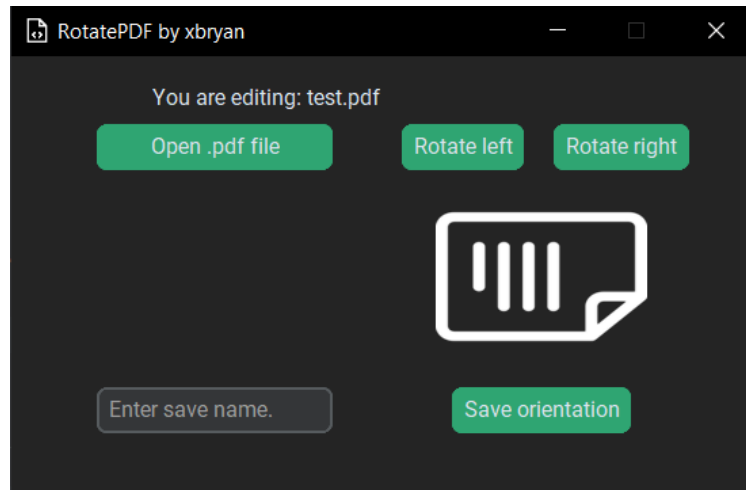 RotatePDF by xbryan
You are editing: test.pdf
Open .pdf file
Rotate left
Rotate right
Enter save name.
Save orientation